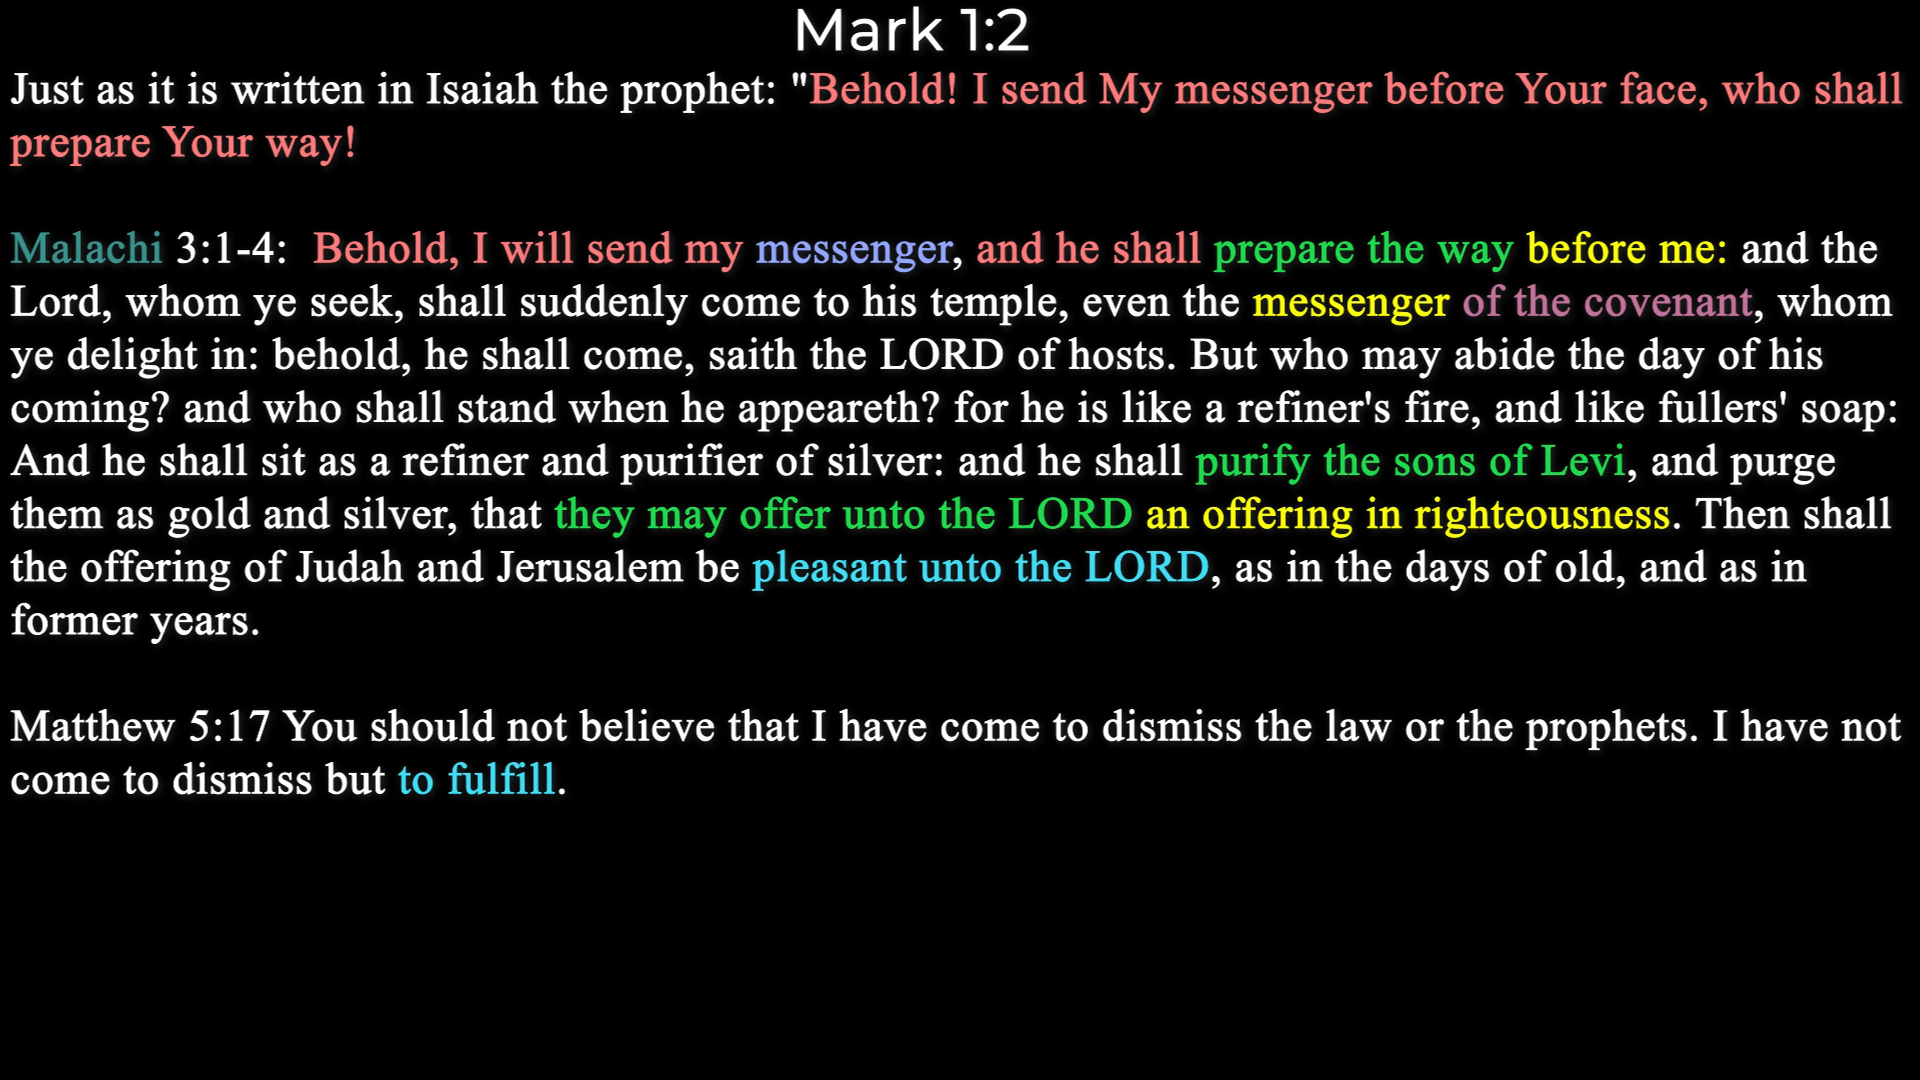 Mark 1:2
Just as it is written in Isaiah the prophet: "Behold! I send My messenger before Your face, who shall
prepare Your way!
Malachi 3:1-4:  Behold, I will send my messenger, and he shall prepare the way before me: and the
Lord, whom ye seek, shall suddenly come to his temple, even the messenger of the covenant, whom
ye delight in: behold, he shall come, saith the LORD of hosts. But who may abide the day of his
coming? and who shall stand when he appeareth? for he is like a refiner's fire, and like fullers' soap:
And he shall sit as a refiner and purifier of silver: and he shall purify the sons of Levi, and purge
them as gold and silver, that they may offer unto the LORD an offering in righteousness. Then shall
the offering of Judah and Jerusalem be pleasant unto the LORD, as in the days of old, and as in
former years.
Matthew 5:17 You should not believe that I have come to dismiss the law or the prophets. I have not
come to dismiss but to fulfill.